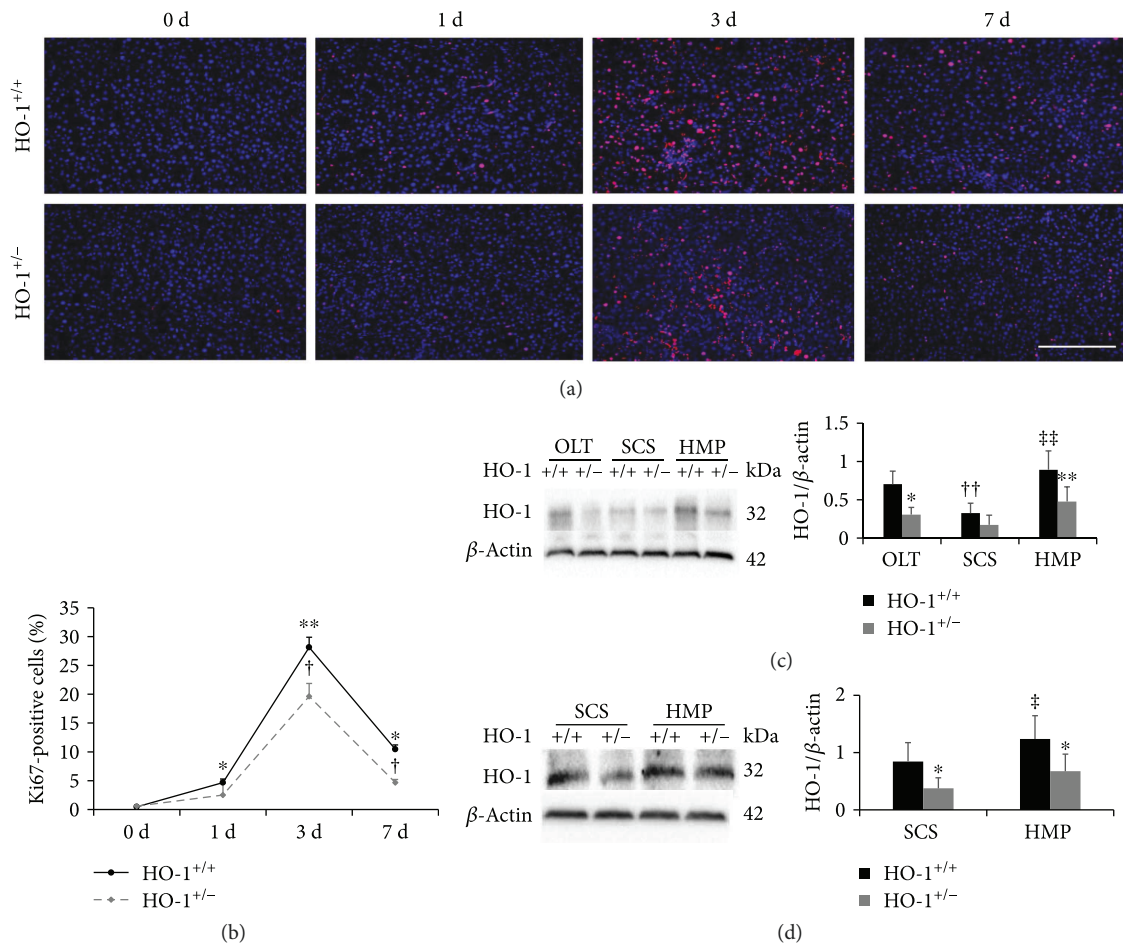 0 d 1 d 3 d 7 d
HO-1+/+
HO-1+/−
(a)
OLT SCS HMP
HO-1 +/+ +/− +/+ +/− +/+ +/− kDa
HO-1 32
β-Actin 42
HO-1/β-actin
1.5
1
0.5
0
* †† ‡‡ **
OLT SCS HMP
HO-1+/+
HO-1+/−
(c)
Ki67-positive cells (%)
35
30
25
20
15
10
5
0
* ** † * †
0 d 1 d 3 d 7 d
HO-1+/+
HO-1+/−
(b)
SCS HMP
HO-1 +/+ +/− +/+ +/− kDa
HO-1 32
β-Actin 42
HO-1/β-actin
2
1
0
* ‡ *
SCS HMP
HO-1+/+
HO-1+/−
(d)